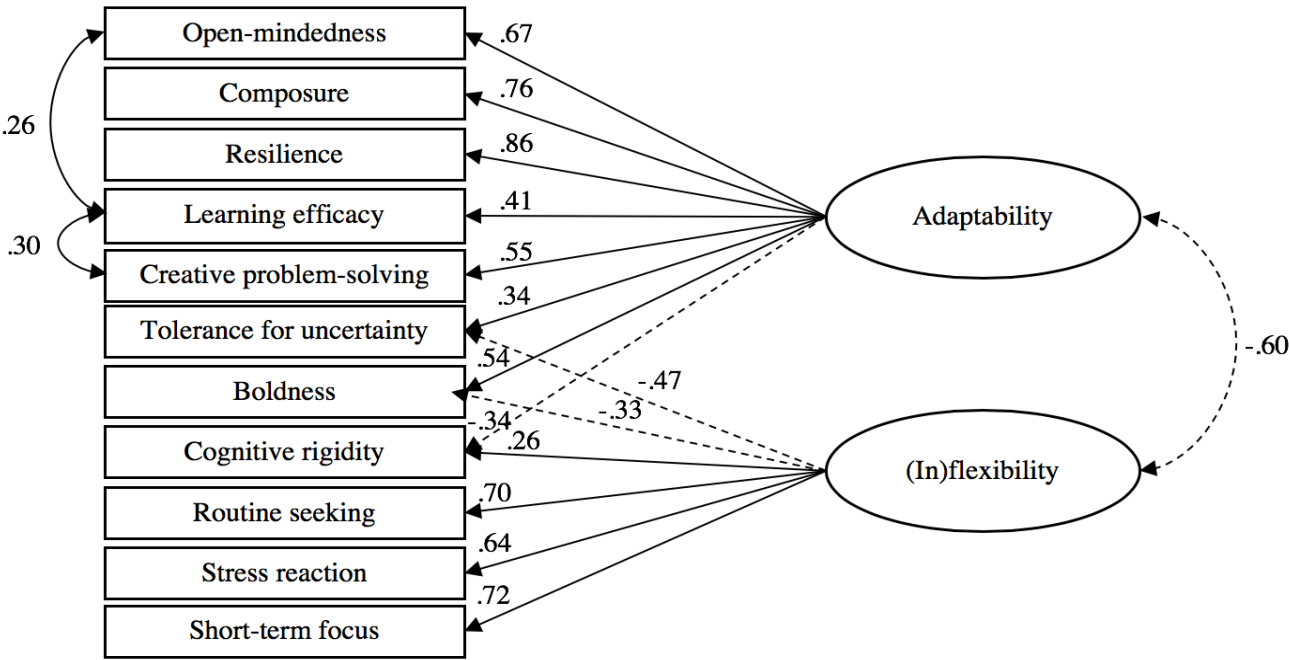 Open-mindedness
.67
Composure
.76
.26
Resilience
.86
Learning efficacy
.41
Adaptability
.30
Creative problem-solving
.55
Tolerance for uncertainty
.34
-.60
Boldness
.54
-.47
-.33
Cognitive rigidity
-.34
.26
(In)flexibility
Routine seeking
.70
Stress reaction
.64
Short-term focus
.72